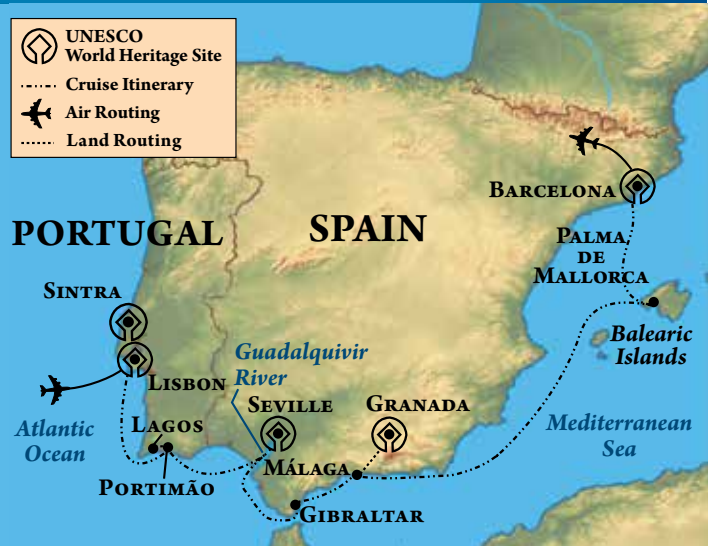 UNESCO
World Heritage Site
Cruise Itinerary
Air Routing
Land Routing
BARCELONA
PORTUGAL
SPAIN
PALMA
DE
MALLORCA
SINTRA
Balearic
Islands
Guadalquivir
River
LISBON
SEVILLE
GRANADA
Atlantic
Ocean
LAGOS
Mediterranean
Sea
MÁLAGA
PORTIMÃO
GIBRALTAR